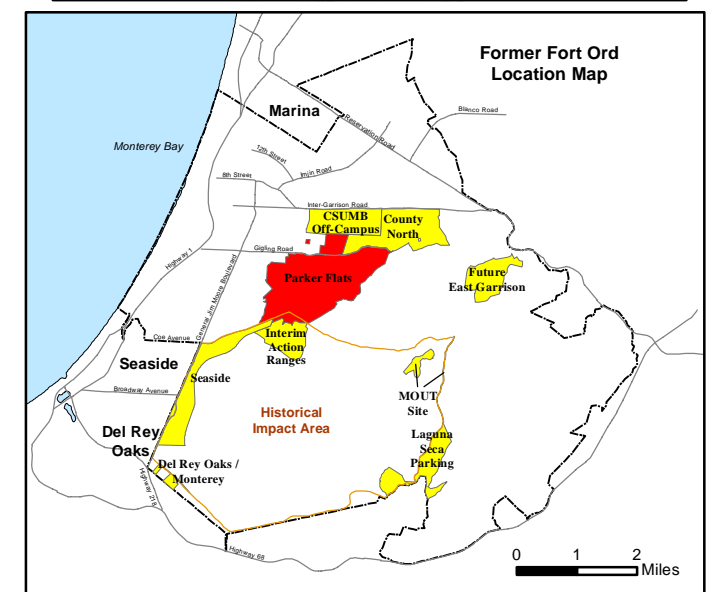 Former Fort Ord
Location Map
Marina
Blanco Road
Reservation Road
Monterey Bay
12th Street
Imjin Road
8th Street
Inter-Garrison Road
CSUMB
Off-Campus
County
North
Gigling Road
Highway 1
General Jim Moore Boulevard
Parker Flats
Future
East Garrison
Coe Avenue
Interim
Action
Ranges
Seaside
Seaside
Broadway Avenue
MOUT
Site
Historical
Impact Area
Del Rey
Oaks
Laguna
Seca
Parking
Del Rey Oaks /
Monterey
Highway 218
Highway 68
0 1 2
Miles